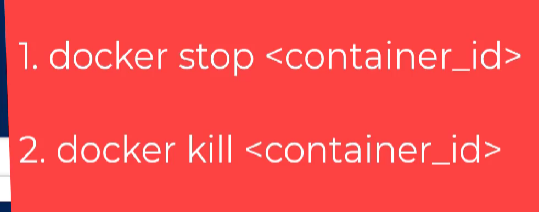 1. docker stop <container_id>
2. docker kill <container_id>